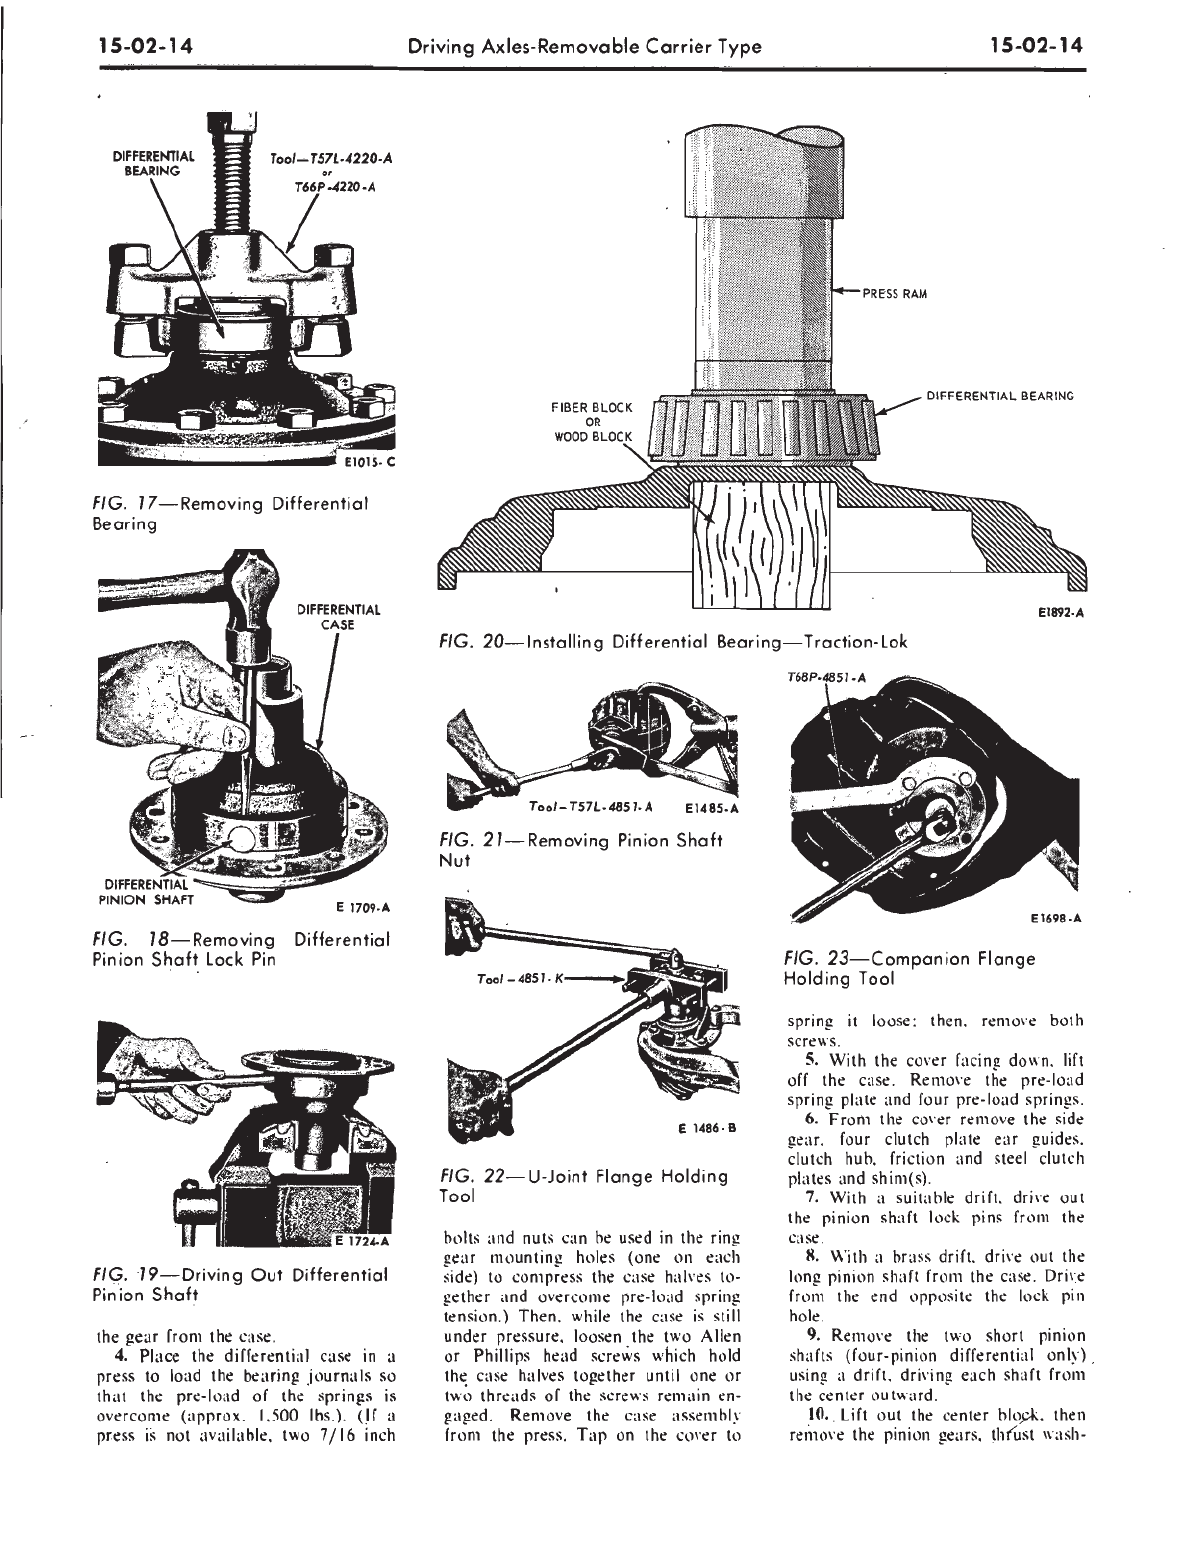 15-02-14
Driving Axles-Removable Carrier Type
15-02-14
DIFFERENTIAL
BEARING
Tool—T57L-4220-A
or
T66P-4220-A
E1015-C
FIG. 17—Removing Differential
Bearing
DIFFERENTIAL
CASE
DIFFERENTIAL
PINION SHAFT
E 1709-A
FIG. 18—Removing Differential
Pinion Shaft Lock Pin
E 1724-A
FIG. 19—Driving Out Differential
Pinion Shaft
the gear from the case.
4. Place the differential case in a
press to load the bearing journals so
that the pre-load of the springs is
overcome (approx. 1,500 lbs.). (If a
press is not available, two 7/16 inch
PRESS RAM
DIFFERENTIAL BEARING
FIBER BLOCK
OR
WOOD BLOCK
E1892-A
FIG. 20—Installing Differential Bearing—Traction-Lok
Tool-T57L-4851-A
E1485-A
FIG. 21—Removing Pinion Shaft
Nut
Tool-4851-K
E 1486-B
FIG. 22—U-Joint Flange Holding
Tool
bolts and nuts can be used in the ring
gear mounting holes (one on each
side) to compress the case halves to-
gether and overcome pre-load spring
tension.) Then, while the case is still
under pressure, loosen the two Allen
or Phillips head screws which hold
the case halves together until one or
two threads of the screws remain en-
gaged. Remove the case assembly
from the press. Tap on the cover to
T68P-4851-A
E1698-A
FIG. 23—Companion Flange
Holding Tool
spring it loose; then, remove both
screws.
5. With the cover facing down, lift
off the case. Remove the pre-load
spring plate and four pre-load springs.
6. From the cover remove the side
gear, four clutch plate ear guides,
clutch hub, friction and steel clutch
plates and shim(s).
7. With a suitable drift, drive out
the pinion shaft lock pins from the
case.
8. With a brass drift, drive out the
long pinion shaft from the case. Drive
from the end opposite the lock pin
hole.
9. Remove the two short pinion
shafts (four-pinion differential only),
using a drift, driving each shaft from
the center outward.
10. Lift out the center block, then
remove the pinion gears, thrust wash-